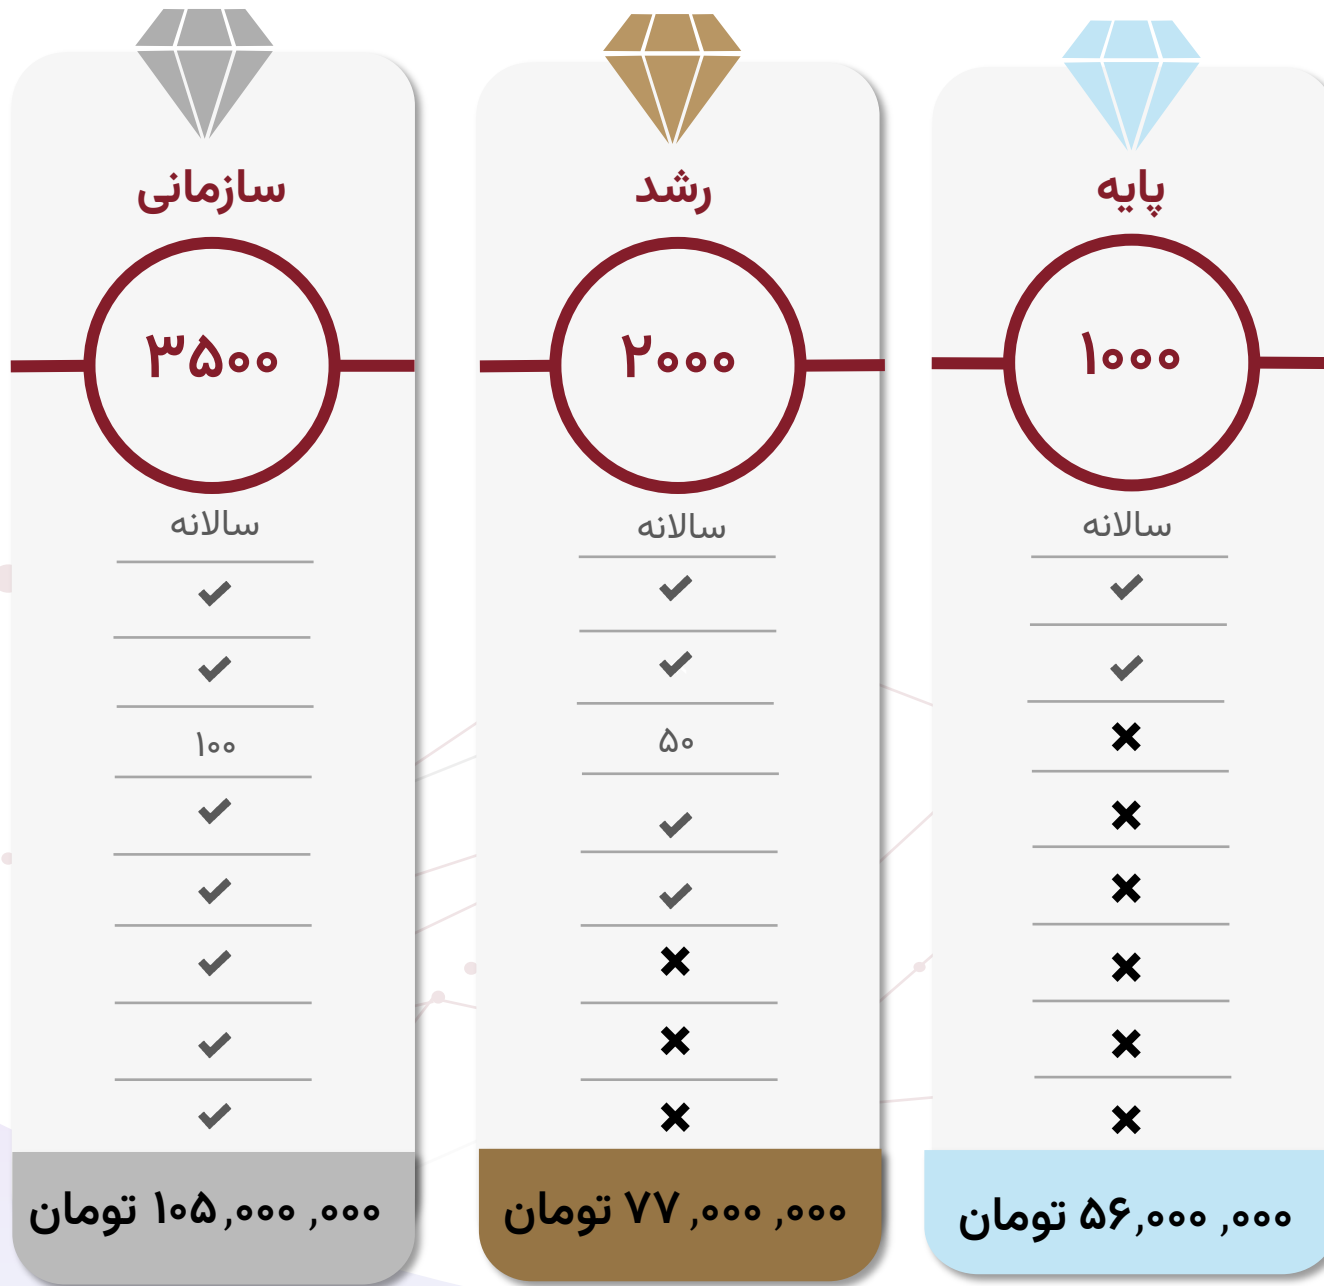 پایه
۱۰۰۰
سالانه
۵۶,۰۰۰ ,۰۰۰ تومان
رشد
۲۰۰۰
سالانه
۵۰
۷۷ ,۰۰۰ ,۰۰۰ تومان
سازمانی
۳۵۰۰
سالانه
۱۰۰
۱۰۵ ,۰۰۰ ,۰۰۰ تومان